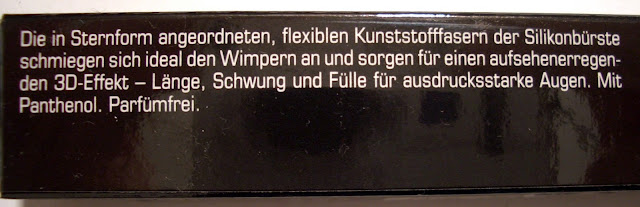 Die in Sternform angeordneten, flexiblen Kunststofffasern der Silikonbürste
schmiegen sich ideal den Wimpern an und sorgen für einen aufsehenerregen-
den 3D-Effekt – Länge, Schwung und Fülle für ausdrucksstarke Augen. Mit
Panthenol. Parfümfrei.